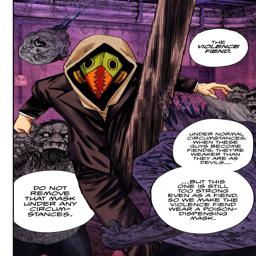 THE
VIOLENCE
FIEND.
UNDER NORMAL
CIRCUMSTANCES,
WHEN THESE
GUYS BECOME
FIENDS, THEY'RE
WEAKER THAN
THEY ARE AS
DEVILS...
...BUT THIS
ONE IS STILL
TOO STRONG
EVEN AS A FIEND,
SO WE MAKE THE
VIOLENCE FIEND
WEAR A POISON-
DISPENSING
MASK.
DO NOT
REMOVE
THAT MASK
UNDER ANY
CIRCUM-
STANCES.